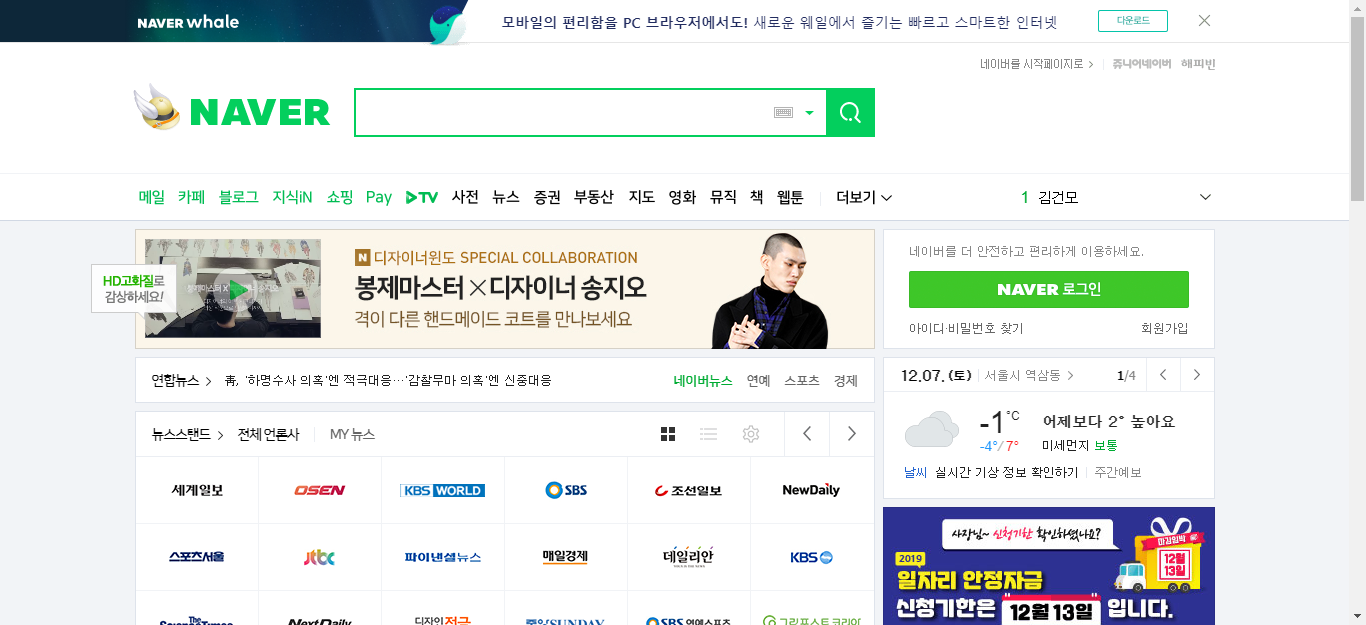 NAVER whale
모바일의 편리함을 PC 브라우저에서도! 새로운 웨일에서 즐기는 빠르고 스마트한 인터넷
다운로드
네이버를 시작페이지로
쥬니어네이버 해피빈
NAVER
메일 카페 블로그 지식iN 쇼핑 Pay TV 사전 뉴스 증권 부동산 지도 영화 뮤직 책 웹툰 더보기
1 김건모
HD고화질로
감상하세요!
N 디자이너윈도 SPECIAL COLLABORATION
봉제마스터×디자이너 송지오
격이 다른 핸드메이드 코트를 만나보세요
네이버를 더 안전하고 편리하게 이용하세요.
NAVER 로그인
아이디·비밀번호 찾기 회원가입
연합뉴스 靑, '하명수사 의혹'엔 적극대응…'감찰무마 의혹'엔 신중대응
네이버뉴스 연예 스포츠 경제
12.07. (토) 서울시 역삼동 1/4
뉴스스탠드 전체 언론사 MY 뉴스
-1℃ 어제보다 2° 높아요
-4°/ 7° 미세먼지 보통
날씨 실시간 기상 정보 확인하기 주간예보
세계일보 OSEN KBS WORLD SBS 조선일보 NewDaily
스포츠서울 jtbc 파이낸셜뉴스 매일경제 데일리안 KBS
The
ScienceTimes NextDaily 디자인정글 중앙SUNDAY SBS 연예스포츠 그린포스트코리아
사장님~ 신청기한 확인하셨나요?
마감임박
12월
13일
2019
일자리 안정자금
신청기한은 12월 13일 입니다.